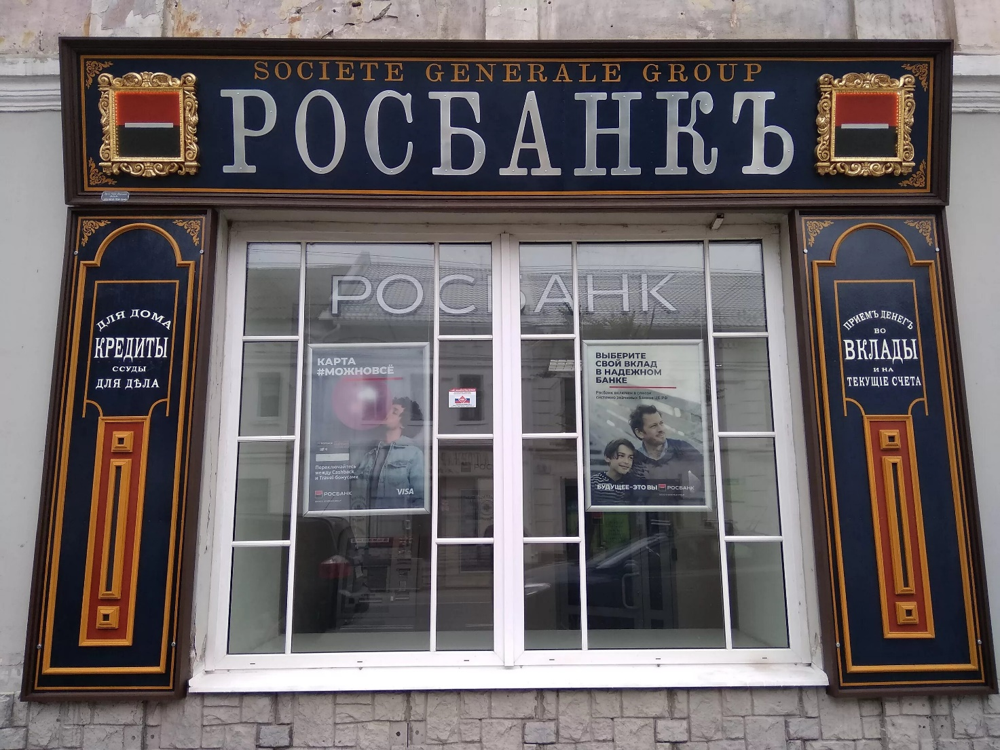 SOCIETE GENERALE GROUP
РОСБАНКЪ
ДЛЯ ДОМА
КРЕДИТЫ
ССУДЫ
ДЛЯ ДѢЛА
РОСБАНК
КАРТА
#МОЖНОВСЁ
Переключайтесь
между Cashback
и Travel-бонусами
РОСБАНК
VISA
ВЫБЕРИТЕ
СВОЙ ВКЛАД
В НАДЕЖНОМ
БАНКЕ
Росбанк включен в список
системно значимых банков ЦБ РФ
БУДУЩЕЕ-ЭТО ВЫ
РОСБАНК
ПРИЕМЪ ДЕНЕГЪ
ВО
ВКЛАДЫ
И НА
ТЕКУЩІЕ СЧЕТА